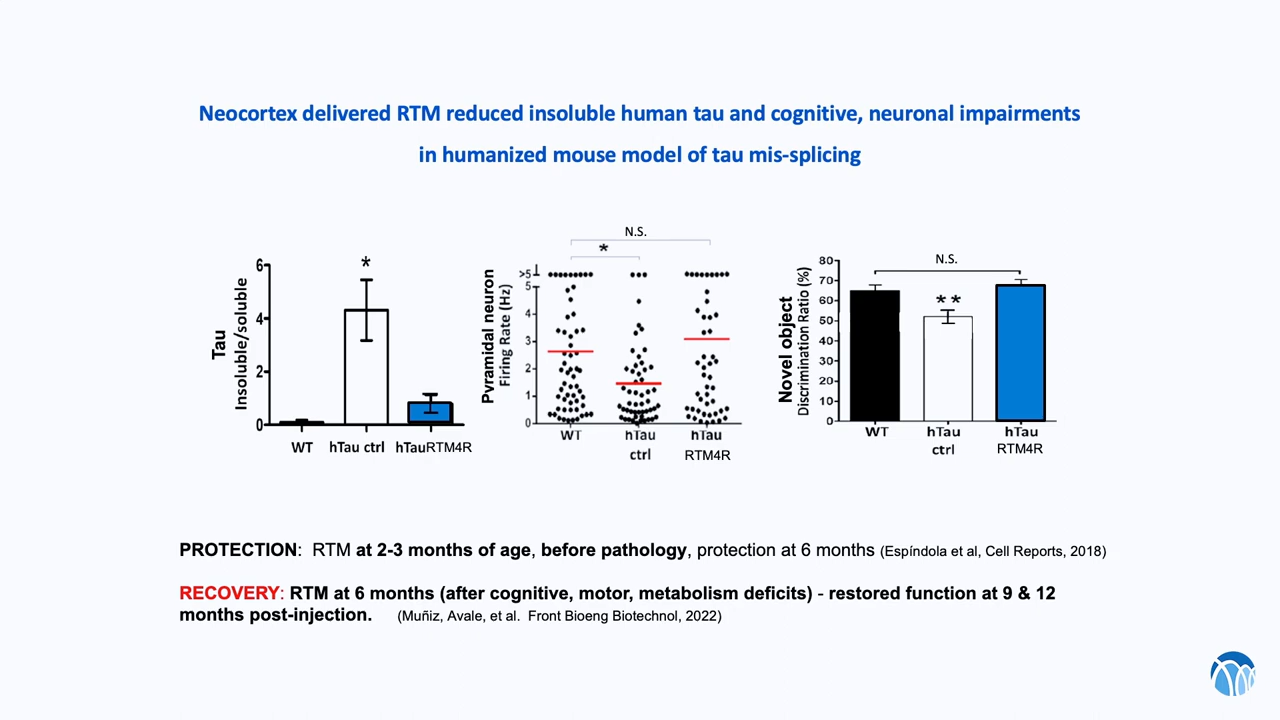 Neocortex delivered RTM reduced insoluble human tau and cognitive, neuronal impairments
in humanized mouse model of tau mis-splicing
Tau
Insoluble/soluble
6
4
2
0
*
WT
hTau ctrl
hTauRTM4R
Pyramidal neuron
Firing Rate (Hz)
N.S.
*
>5
5
4
3
2
1
0
WT
hTau
ctrl
hTau
RTM4R
Novel object
Discrimination Ratio (%)
N.S.
80
70
60
50
40
30
20
10
0
**
WT
hTau
ctrl
hTau
RTM4R
PROTECTION: RTM at 2-3 months of age, before pathology, protection at 6 months (Espíndola et al, Cell Reports, 2018)
RECOVERY: RTM at 6 months (after cognitive, motor, metabolism deficits) - restored function at 9 & 12
months post-injection. (Muñiz, Avale, et al. Front Bioeng Biotechnol, 2022)